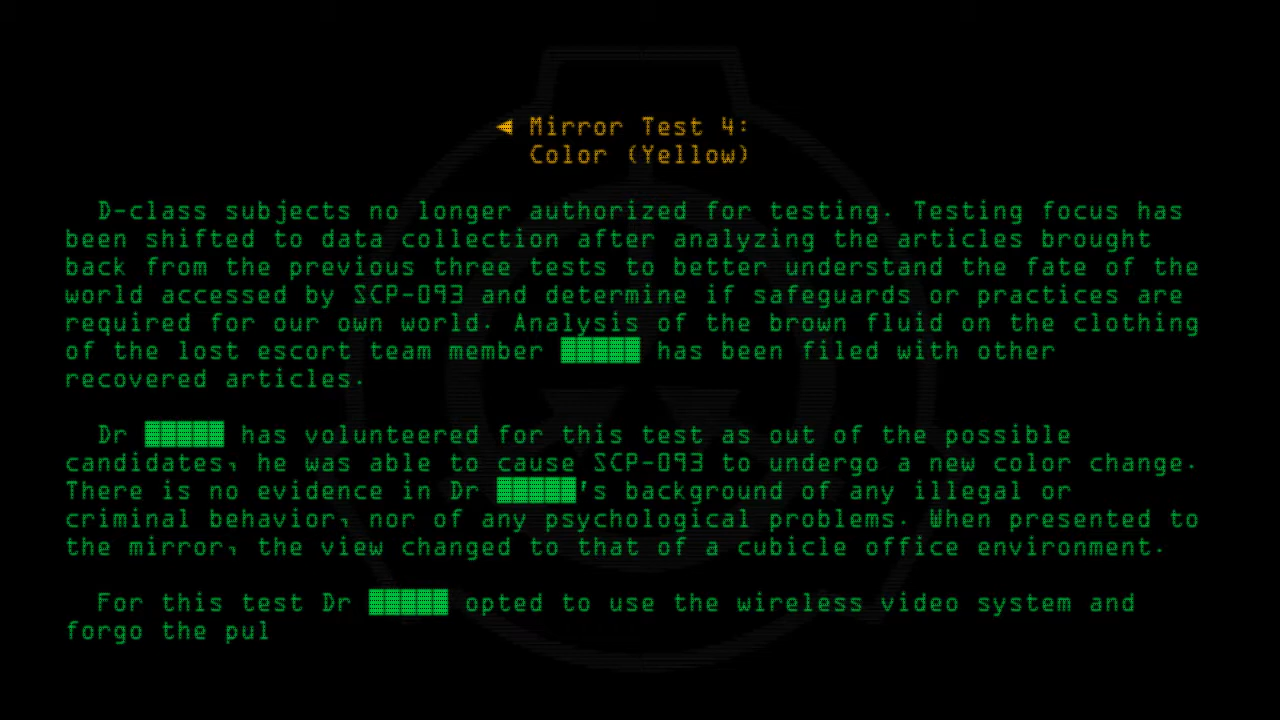 ◄ Mirror Test 4:
Color (Yellow)
D-class subjects no longer authorized for testing. Testing focus has
been shifted to data collection after analyzing the articles brought
back from the previous three tests to better understand the fate of the
world accessed by SCP-093 and determine if safeguards or practices are
required for our own world. Analysis of the brown fluid on the clothing
of the lost escort team member █████ has been filed with other
recovered articles.
Dr █████ has volunteered for this test as out of the possible
candidates, he was able to cause SCP-093 to undergo a new color change.
There is no evidence in Dr █████'s background of any illegal or
criminal behavior, nor of any psychological problems. When presented to
the mirror, the view changed to that of a cubicle office environment.
For this test Dr █████ opted to use the wireless video system and
forgo the pul